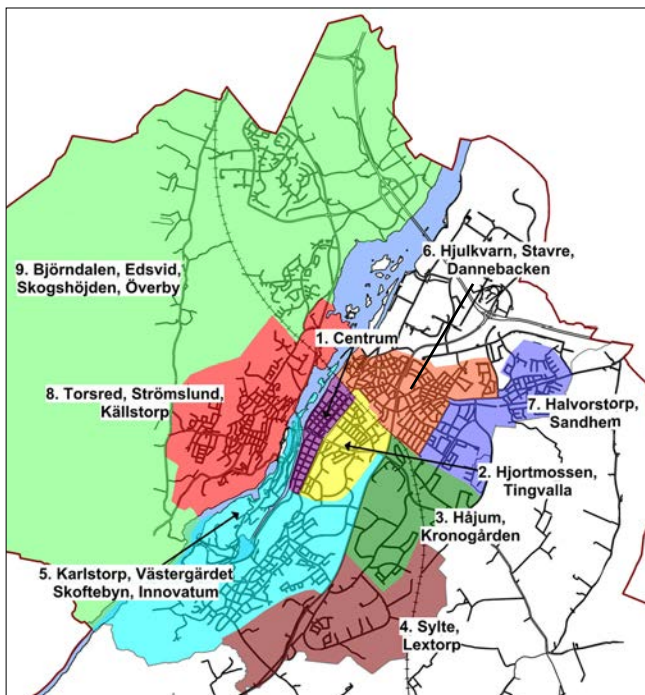 6. Hjulkvarn, Stavre,
Dannebacken
9. Björndalen, Edsvid,
Skogshöjden, Överby
1. Centrum
8. Torsred, Strömslund,
Källstorp
7. Halvorstorp,
Sandhem
2. Hjortmossen,
Tingvalla
3. Håjum,
Kronogården
5. Karlstorp, Västergärdet
Skoftebyn, Innovatum
4. Sylte,
Lextorp